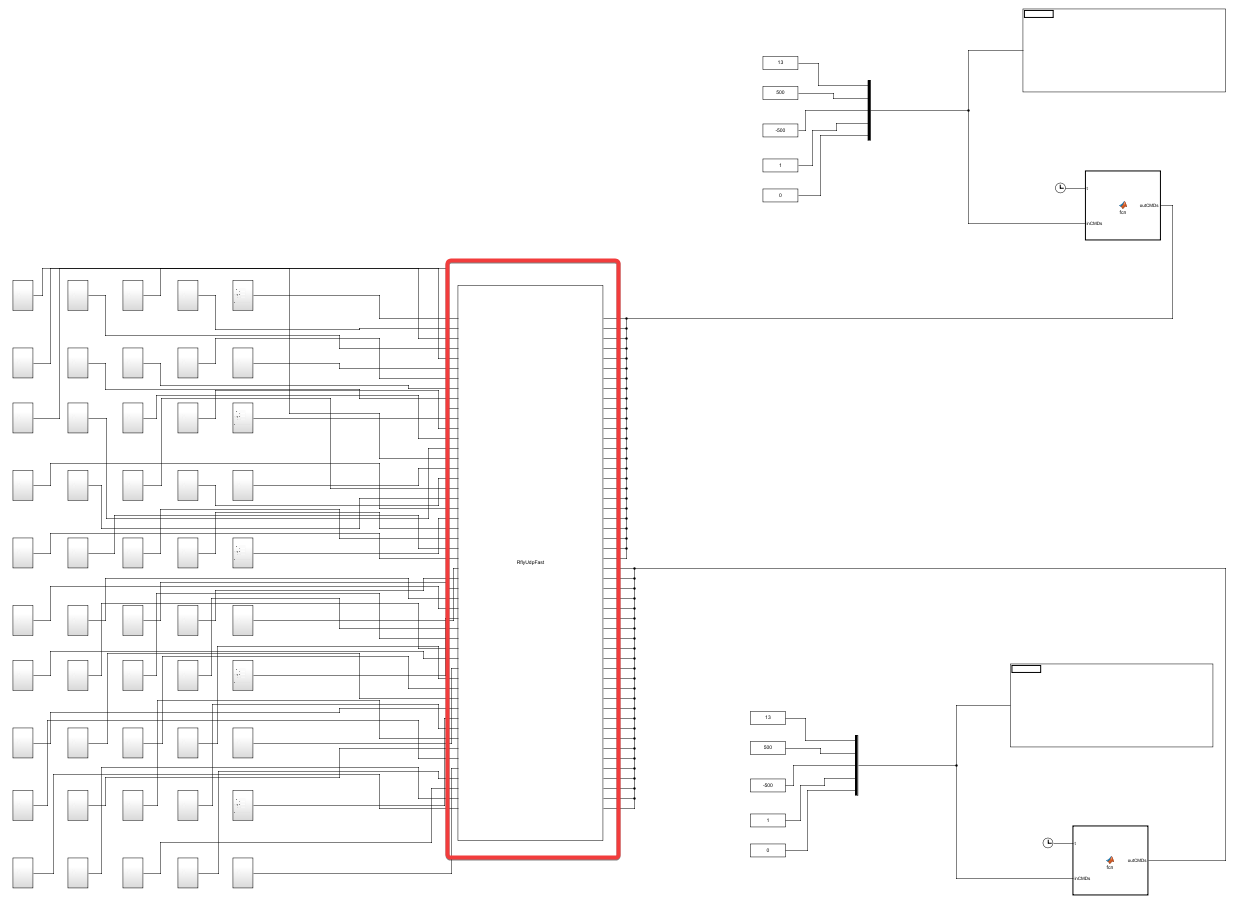 13
500
-500
1
0
t
fcn
outCMDs
inCMDs
RflyUdpFast
13
500
-500
1
0
t
fcn
outCMDs
inCMDs